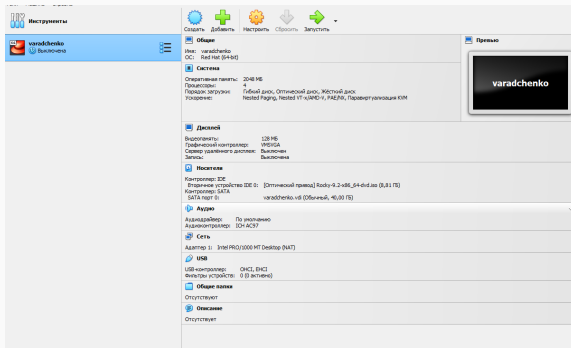 Инструменты
varadchenko
Выключена
Создать Добавить Настроить Сбросить Запустить
Общие
Имя: varadchenko
ОС: Red Hat (64-bit)
Система
Оперативная память: 2048 МБ
Процессоры: 4
Порядок загрузки: Гибкий диск, Оптический диск, Жёсткий диск
Ускорение: Nested Paging, Nested VT-x/AMD-V, PAE/NX, Паравиртуализация KVM
Превью
varadchenko
Дисплей
Видеопамять: 128 МБ
Графический контроллер: VMSVGA
Сервер удалённого дисплея: Выключен
Запись: Выключена
Носители
Контроллер: IDE
Вторичное устройство IDE 0: [Оптический привод] Rocky-9.2-x86_64-dvd.iso (8,81 ГБ)
Контроллер: SATA
SATA порт 0: varadchenko.vdi (Обычный, 40,00 ГБ)
Аудио
Аудиодрайвер: По умолчанию
Аудиоконтроллер: ICH AC97
Сеть
Адаптер 1: Intel PRO/1000 MT Desktop (NAT)
USB
USB-контроллер: OHCI, EHCI
Фильтры устройств: 0 (0 активно)
Общие папки
Отсутствуют
Описание
Отсутствует